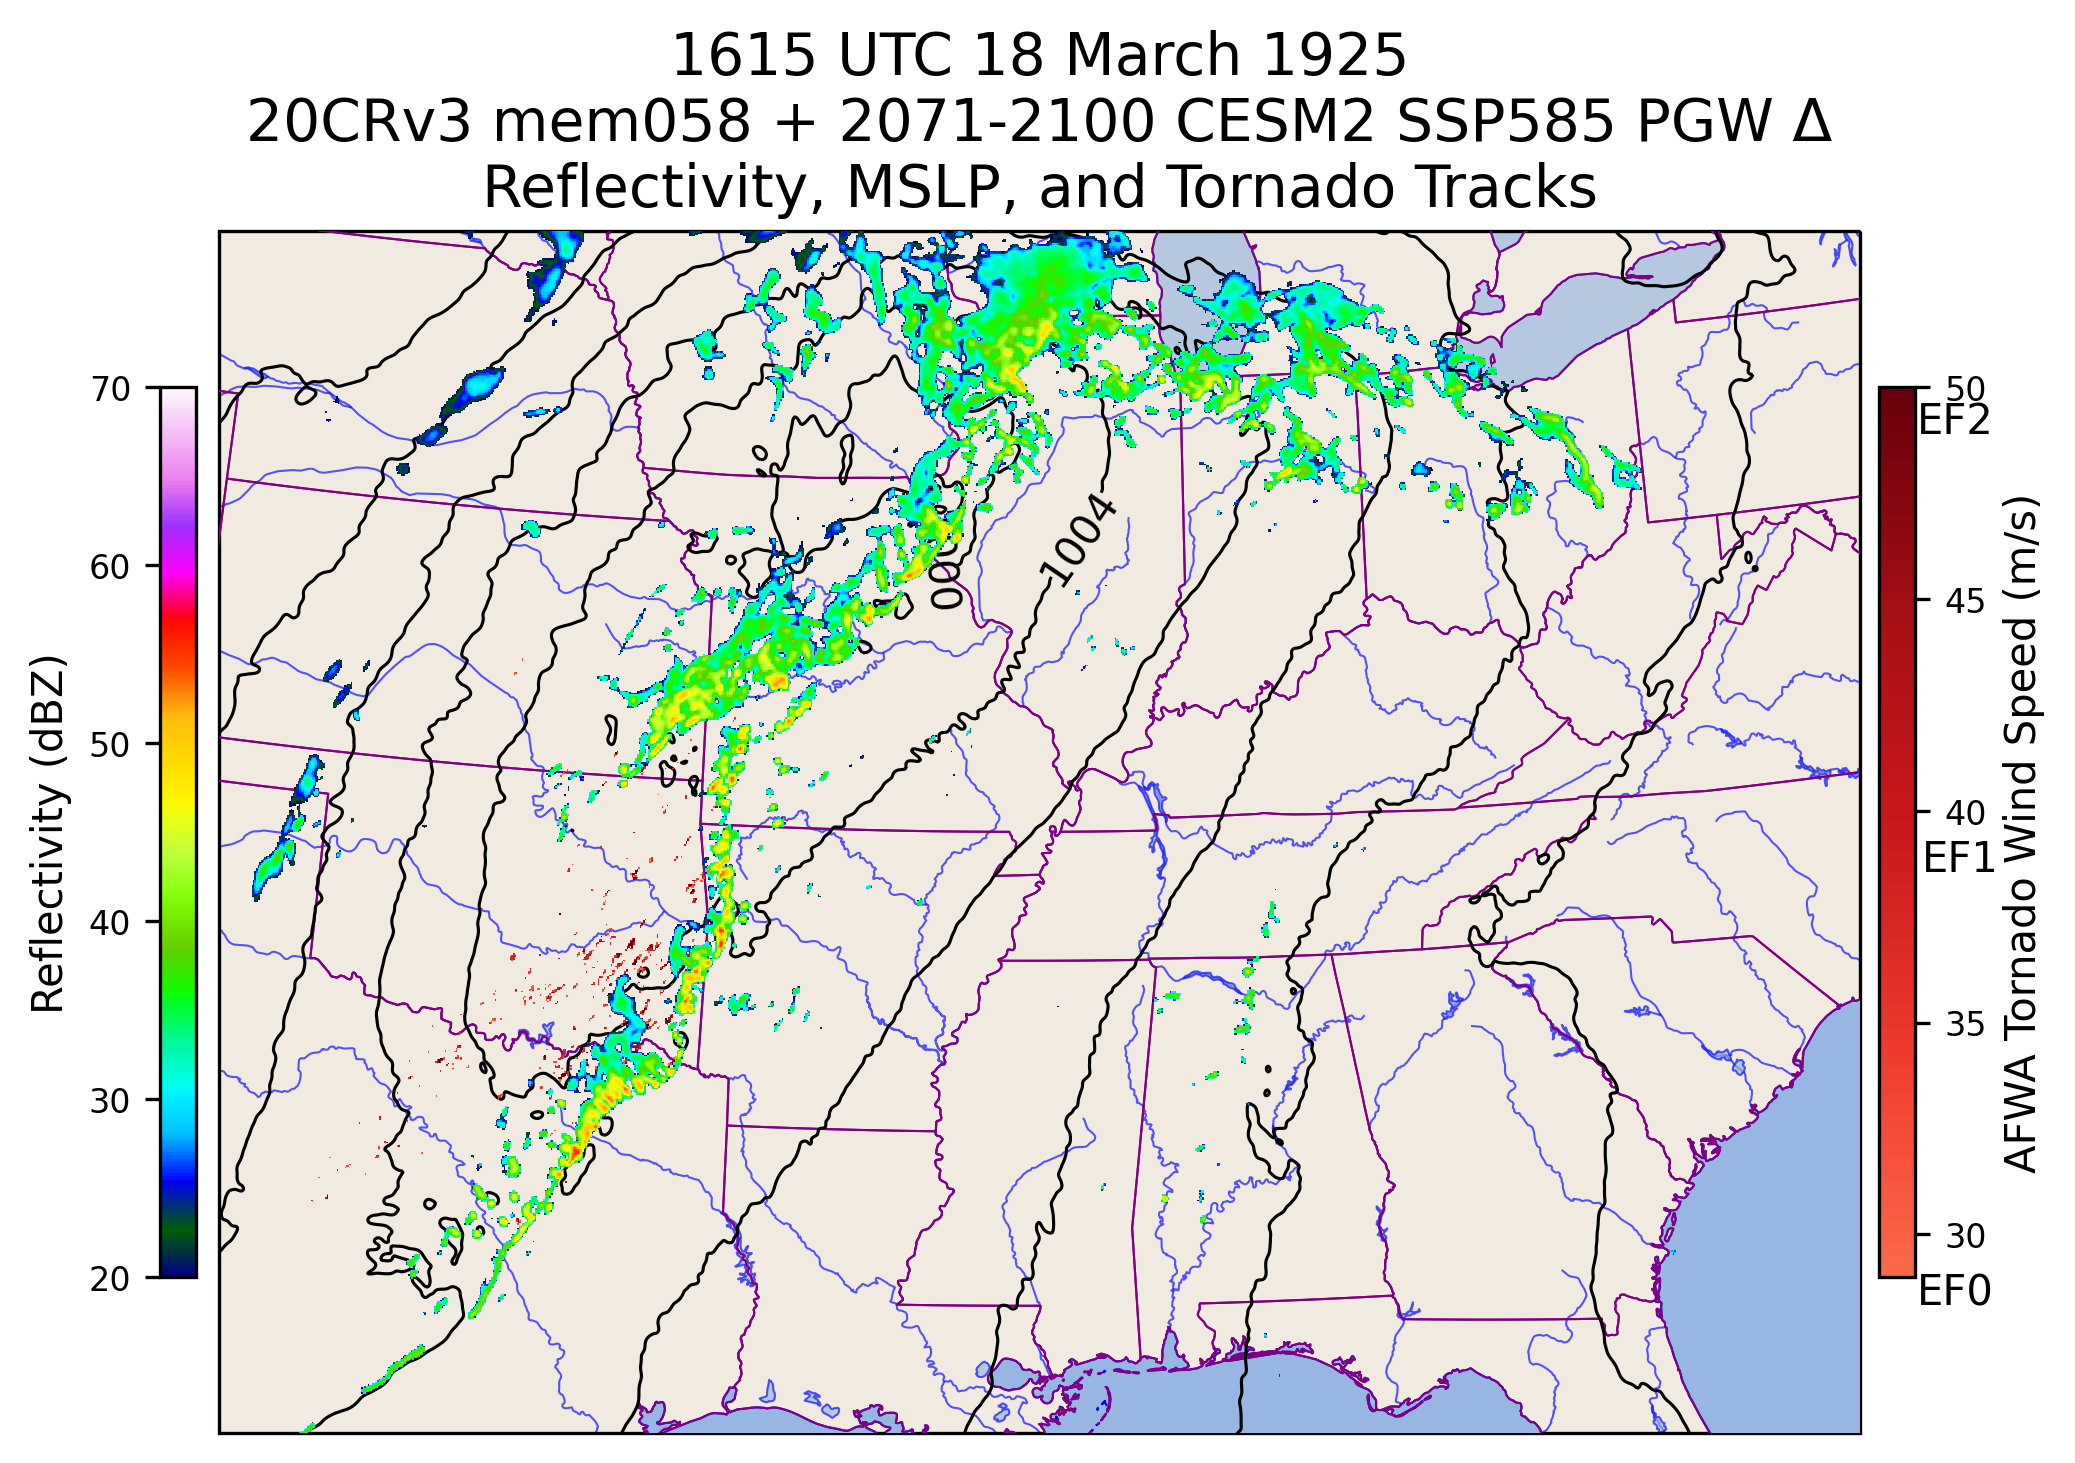 1615 UTC 18 March 1925
20CRv3 mem058 + 2071-2100 CESM2 SSP585 PGW Δ
Reflectivity, MSLP, and Tornado Tracks
70
60
50
40
30
20
Reflectivity (dBZ)
1004
50
EF2
45
40
EF1
35
30
EF0
AFWA Tornado Wind Speed (m/s)